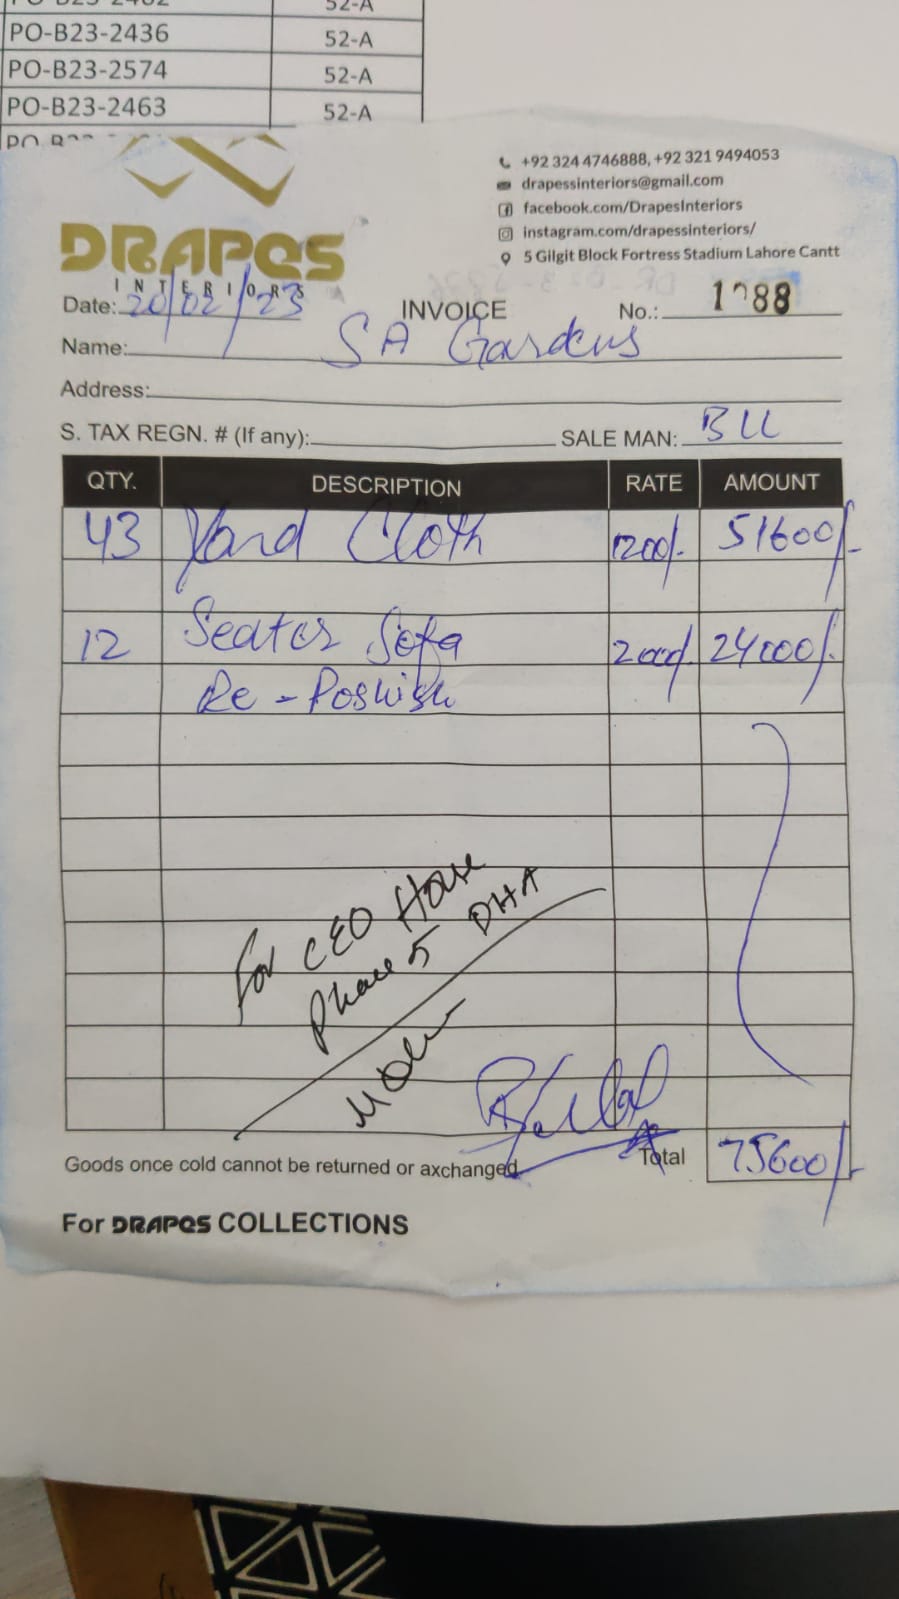 52-A
PO-B23-2436 52-A
PO-B23-2574 52-A
PO-B23-2463 52-A
DRAPES
INTERIORS
+92 324 4746888, +92 321 9494053
drapessinteriors@gmail.com
facebook.com/DrapesInteriors
instagram.com/drapessinteriors/
5 Gilgit Block Fortress Stadium Lahore Cantt
Date: 20/02/23 INVOICE No.: 1088
Name: SA Gardens
Address:
S. TAX REGN. # (If any): SALE MAN:
QTY. DESCRIPTION RATE AMOUNT
43 Yard Cloth 1200/- 51600/-
12 Seater Sofa 2000/- 24000/-
Re-Poshish
For CEO House
Phase 5 DHA
Goods once cold cannot be returned or axchanged Total 75600/-
For DRAPES COLLECTIONS